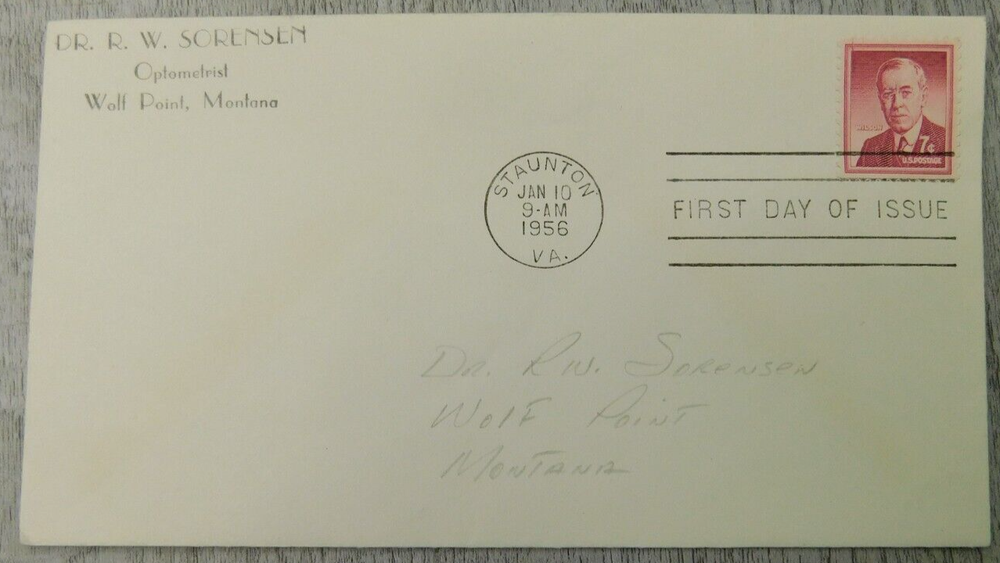 DR. R. W. SORENSEN
Optometrist
Wolf Point, Montana
WILSON
7¢
U.S. POSTAGE
STAUNTON
JAN 10
9-AM
1956
VA.
FIRST DAY OF ISSUE
Dr. R.W. Sorensen
Wolf Point
Montana